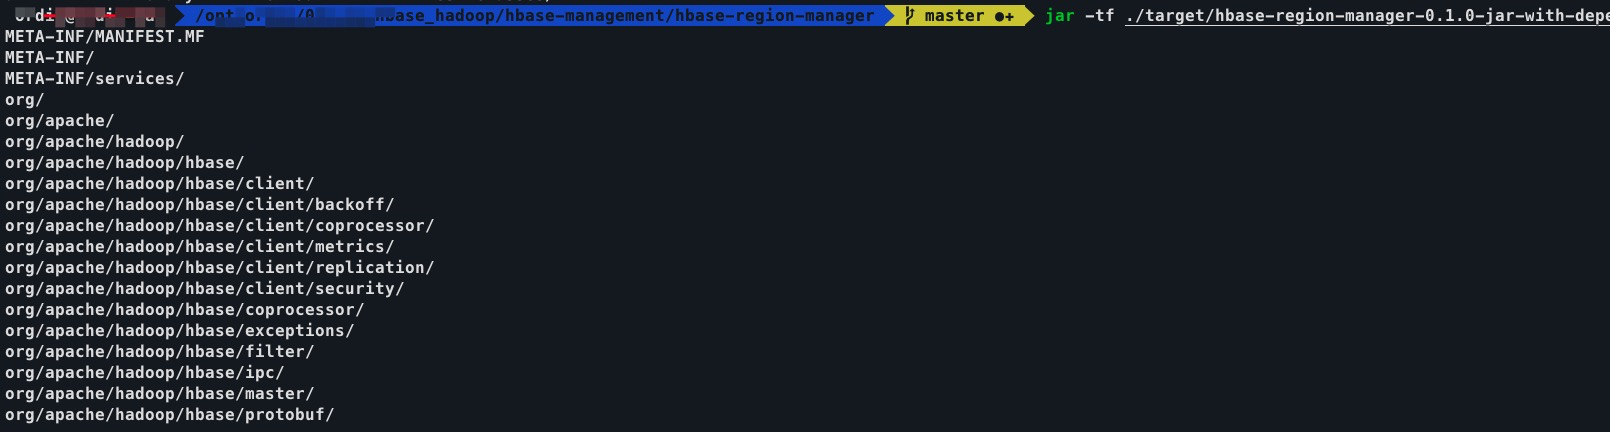 hbase_hadoop/hbase-management/hbase-region-manager master ●+ jar -tf ./target/hbase-region-manager-0.1.0-jar-with-depe
META-INF/MANIFEST.MF
META-INF/
META-INF/services/
org/
org/apache/
org/apache/hadoop/
org/apache/hadoop/hbase/
org/apache/hadoop/hbase/client/
org/apache/hadoop/hbase/client/backoff/
org/apache/hadoop/hbase/client/coprocessor/
org/apache/hadoop/hbase/client/metrics/
org/apache/hadoop/hbase/client/replication/
org/apache/hadoop/hbase/client/security/
org/apache/hadoop/hbase/coprocessor/
org/apache/hadoop/hbase/exceptions/
org/apache/hadoop/hbase/filter/
org/apache/hadoop/hbase/ipc/
org/apache/hadoop/hbase/master/
org/apache/hadoop/hbase/protobuf/